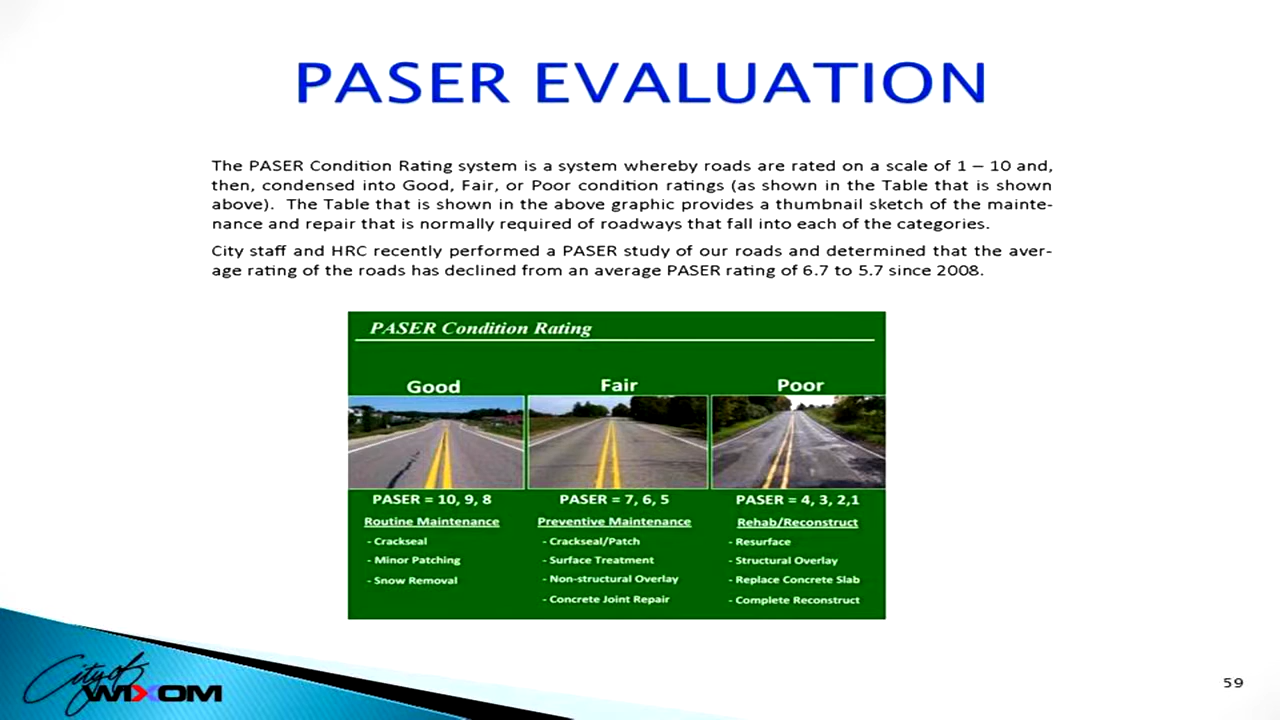 PASER EVALUATION
The PASER Condition Rating system is a system whereby roads are rated on a scale of 1 – 10 and,
then, condensed into Good, Fair, or Poor condition ratings (as shown in the Table that is shown
above).  The Table that is shown in the above graphic provides a thumbnail sketch of the mainte-
nance and repair that is normally required of roadways that fall into each of the categories.
City staff and HRC recently performed a PASER study of our roads and determined that the aver-
age rating of the roads has declined from an average PASER rating of 6.7 to 5.7 since 2008.
PASER Condition Rating
Good
PASER = 10, 9, 8
Routine Maintenance
- Crackseal
- Minor Patching
- Snow Removal
Fair
PASER = 7, 6, 5
Preventive Maintenance
- Crackseal/Patch
- Surface Treatment
- Non-structural Overlay
- Concrete Joint Repair
Poor
PASER = 4, 3, 2,1
Rehab/Reconstruct
- Resurface
- Structural Overlay
- Replace Concrete Slab
- Complete Reconstruct
City of
WIXOM
59